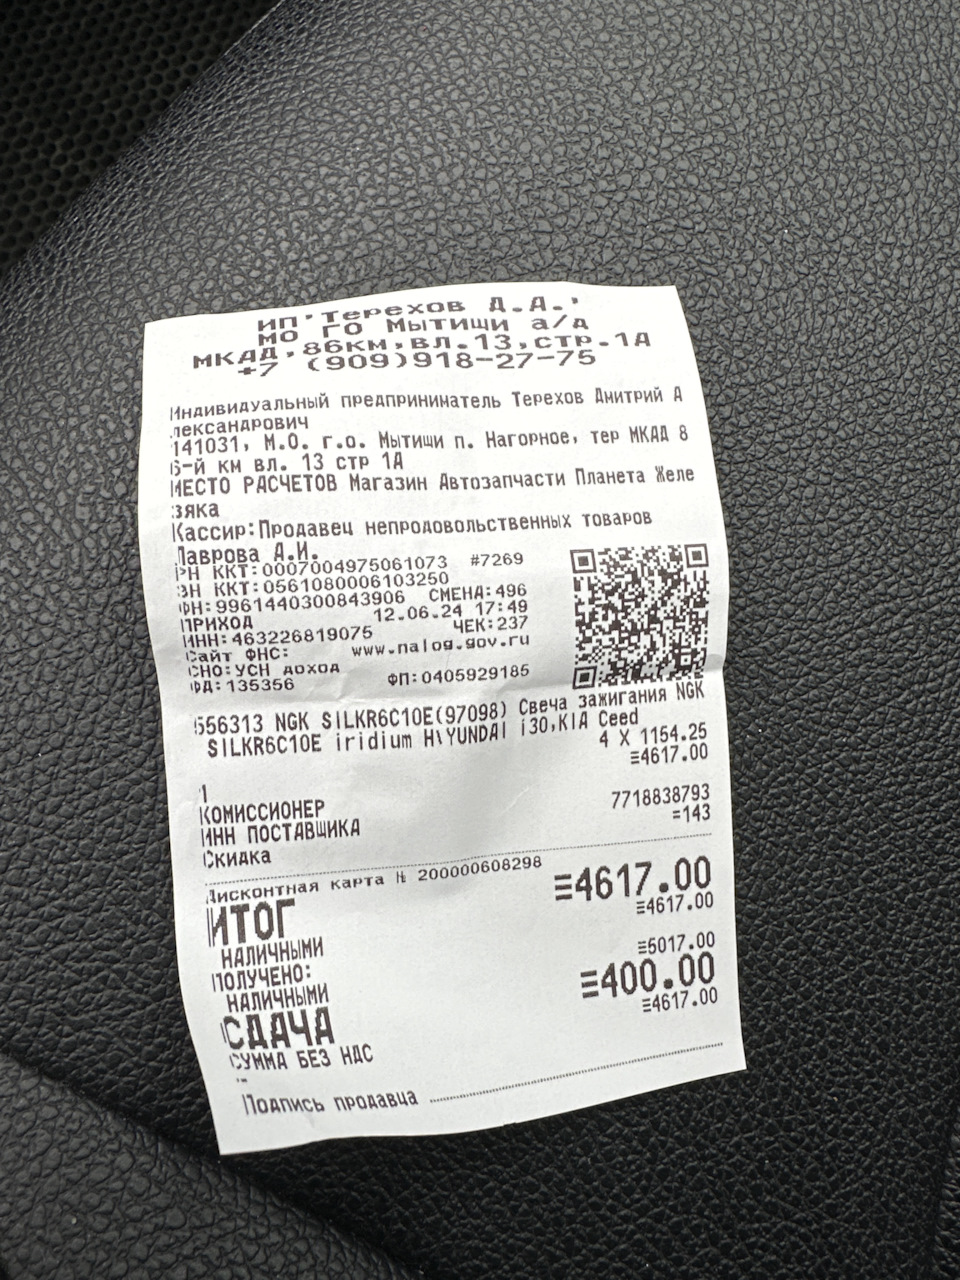 ИП Терехов Д.А.,
МО ГО Мытищи а/д
МКАД,86км,вл.13,стр.1А
+7 (909)918-27-75
Индивидуальный предприниматель Терехов Дмитрий А
лександрович
141031, М.О. г.о. Мытищи п. Нагорное, тер МКАД 8
6-й км вл. 13 стр 1А
МЕСТО РАСЧЕТОВ Магазин Автозапчасти Планета Желе
зяка
Кассир:Продавец непродовольственных товаров
Лаврова А.И.
РН ККТ:0007004975061073 #7269
ЗН ККТ:0561080006103250
ФН:9961440300843906 СМЕНА:496
ПРИХОД 12.06.24 17:49
ИНН:463226819075 ЧЕК:237
Сайт ФНС: www.nalog.gov.ru
СНО:УСН доход
ФД:135356 ФП:0405929185
556313 NGK SILKR6C10E(97098) Свеча зажигания NGK
SILKR6C10E iridium H\YUNDAI i30,KIA Ceed
4 X 1154.25
≡4617.00
1
КОМИССИОНЕР
ИНН ПОСТАВЩИКА 7718838793
Скидка =143
Дисконтная карта № 200000608298
ИТОГ ≡4617.00
НАЛИЧНЫМИ ≡4617.00
ПОЛУЧЕНО:
НАЛИЧНЫМИ ≡5017.00
СДАЧА ≡400.00
СУММА БЕЗ НДС ≡4617.00
Подпись продавца